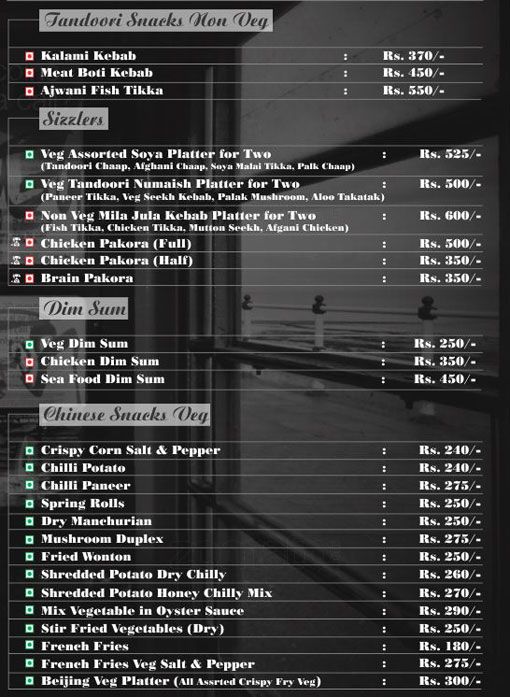 Tandoori Snacks Non Veg
Kalami Kebab : Rs. 370/-
Meat Boti Kebab : Rs. 450/-
Ajwani Fish Tikka : Rs. 550/-
Sizzlers
Veg Assorted Soya Platter for Two : Rs. 525/-
(Tandoori Chaap, Afghani Chaap, Soya Malai Tikka, Palk Chaap)
Veg Tandoori Numaish Platter for Two : Rs. 500/-
(Paneer Tikka, Veg Seekh Kebab, Palak Mushroom, Aloo Takatak)
Non Veg Mila Jula Kebab Platter for Two : Rs. 600/-
(Fish Tikka, Chicken Tikka, Mutton Seekh, Afgani Chicken)
Chicken Pakora (Full) : Rs. 500/-
Chicken Pakora (Half) : Rs. 350/-
Brain Pakora : Rs. 350/-
Dim Sum
Veg Dim Sum : Rs. 250/-
Chicken Dim Sum : Rs. 350/-
Sea Food Dim Sum : Rs. 450/-
Chinese Snacks Veg
Crispy Corn Salt & Pepper : Rs. 240/-
Chilli Potato : Rs. 240/-
Chilli Paneer : Rs. 275/-
Spring Rolls : Rs. 250/-
Dry Manchurian : Rs. 250/-
Mushroom Duplex : Rs. 275/-
Fried Wonton : Rs. 250/-
Shredded Potato Dry Chilly : Rs. 260/-
Shredded Potato Honey Chilly Mix : Rs. 270/-
Mix Vegetable in Oyster Sauce : Rs. 290/-
Stir Fried Vegetables (Dry) : Rs. 250/-
French Fries : Rs. 180/-
French Fries Veg Salt & Pepper : Rs. 275/-
Beijing Veg Platter (All Assrted Crispy Fry Veg) : Rs. 300/-